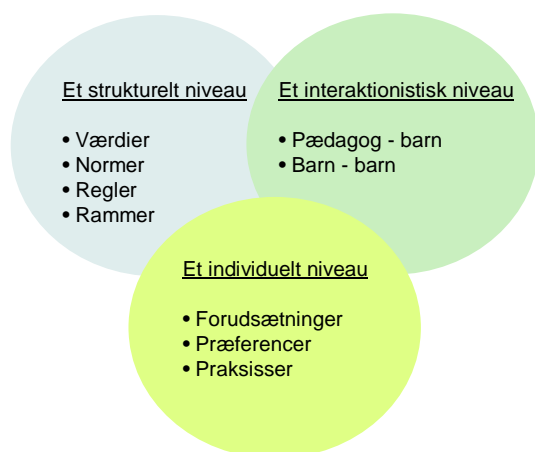 Et strukturelt niveau
• Værdier
• Normer
• Regler
• Rammer
Et interaktionistisk niveau
• Pædagog - barn
• Barn - barn
Et individuelt niveau
• Forudsætninger
• Præferencer
• Praksisser